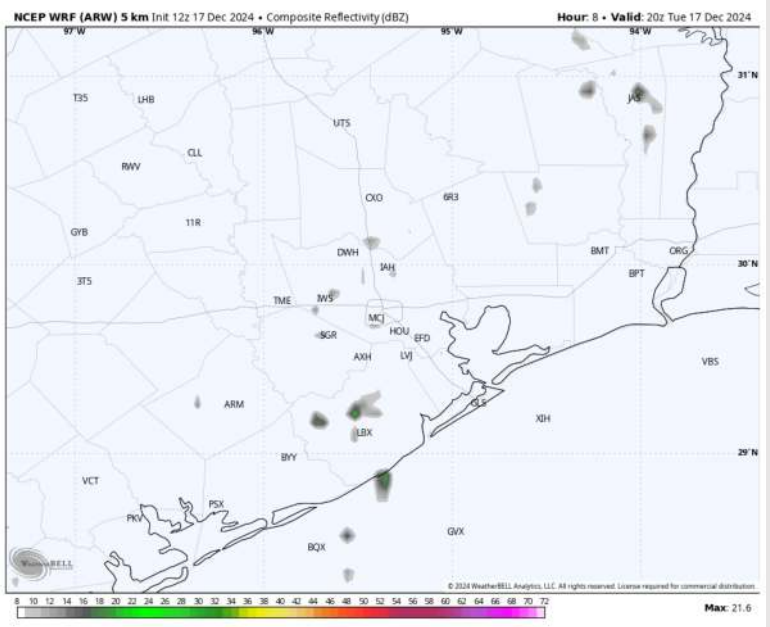 NCEP WRF (ARW) 5 km Init 12z 17 Dec 2024 • Composite Reflectivity (dBZ) Hour: 8 • Valid: 20z Tue 17 Dec 2024
97°W 96°W 95°W 94°W
31°N
T35 LHB JAS
UTS
CLL
RWV
CXO 6R3
11R
GYB
DWH BMT ORG
30°N
IAH
3T5 BPT
TME IWS
MCJ
SGR HOU EFD
AXH LVJ
VBS
ARM GLS
XIH
LBX
29°N
BYY
VCT
PSX
PKV
GVX
BQX
WeatherBELL
© 2024 WeatherBELL Analytics, LLC. All rights reserved. License required for commercial distribution.
8 10 12 14 16 18 20 22 24 26 28 30 32 34 36 38 40 42 44 46 48 50 52 54 56 58 60 62 64 66 68 70 72
Max: 21.6